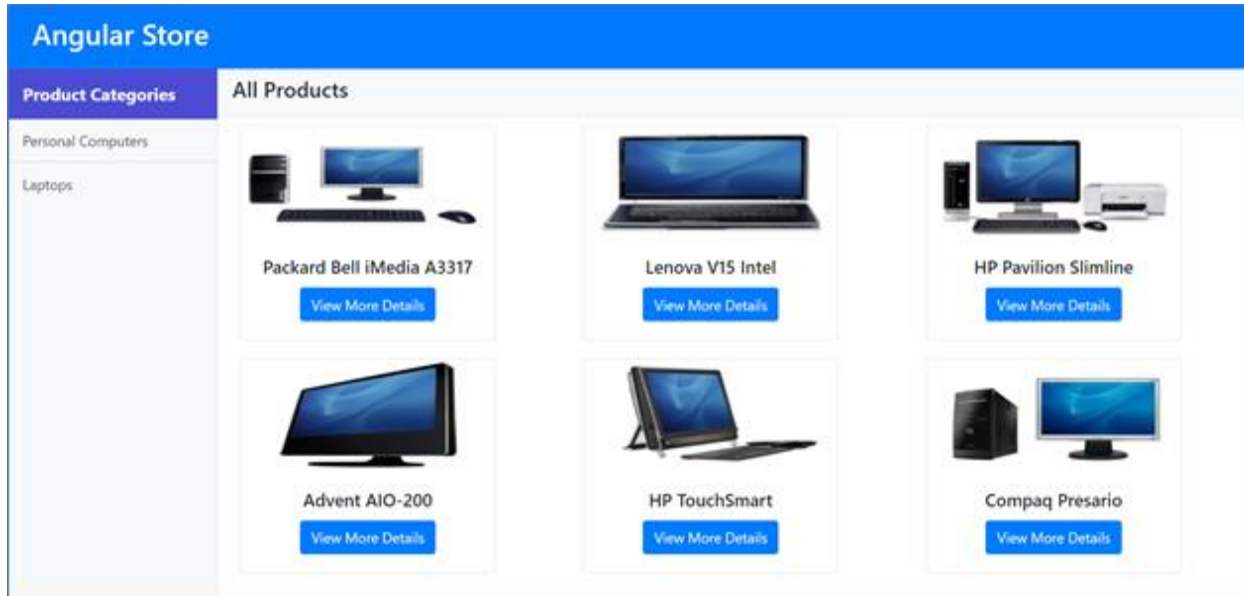 Angular Store
Product Categories
Personal Computers
Laptops
All Products
Packard Bell iMedia A3317
View More Details
Lenova V15 Intel
View More Details
HP Pavilion Slimline
View More Details
Advent AIO-200
View More Details
HP TouchSmart
View More Details
Compaq Presario
View More Details